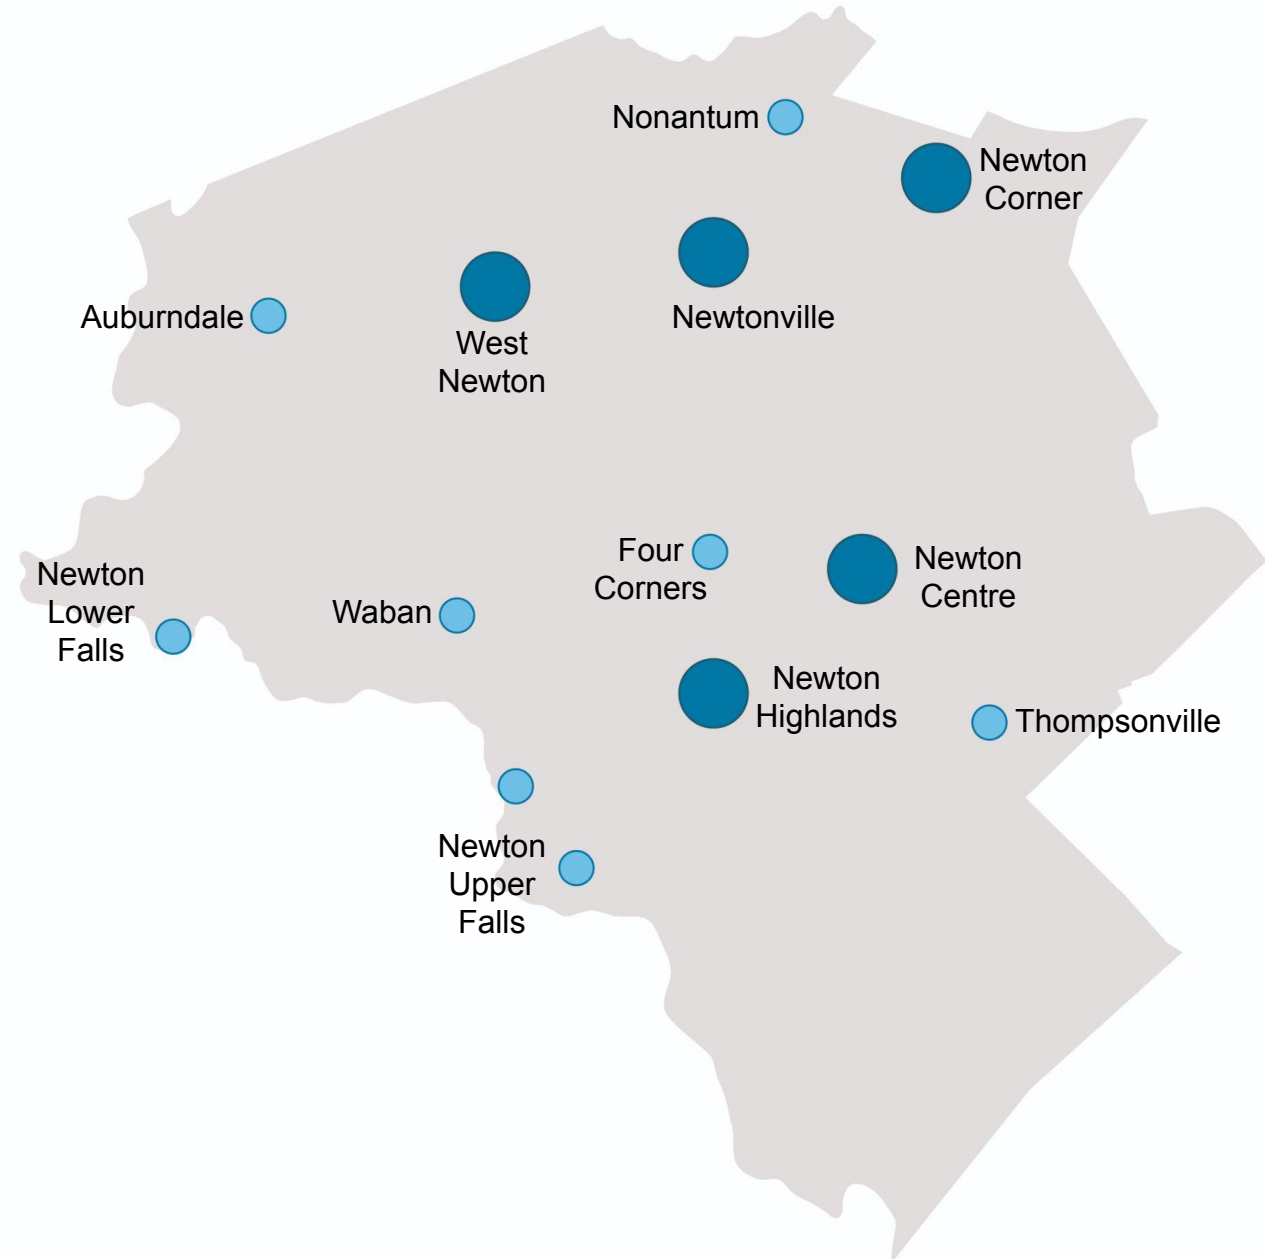 Nonantum
Newton
Corner
Newtonville
Auburndale
West
Newton
Four
Corners
Newton
Centre
Newton
Lower
Falls
Waban
Newton
Highlands
Thompsonville
Newton
Upper
Falls